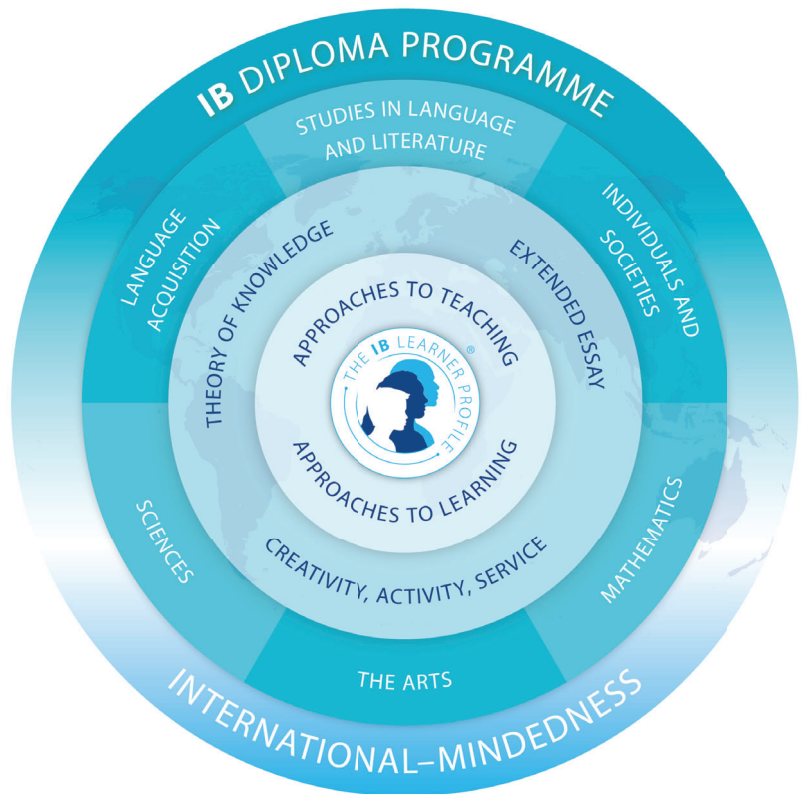 IB DIPLOMA PROGRAMME
STUDIES IN LANGUAGE
AND LITERATURE
LANGUAGE
ACQUISITION
INDIVIDUALS AND
SOCIETIES
THEORY OF KNOWLEDGE
EXTENDED ESSAY
APPROACHES TO TEACHING
THE IB LEARNER PROFILE ®
APPROACHES TO LEARNING
CREATIVITY, ACTIVITY, SERVICE
SCIENCES
MATHEMATICS
THE ARTS
INTERNATIONAL–MINDEDNESS